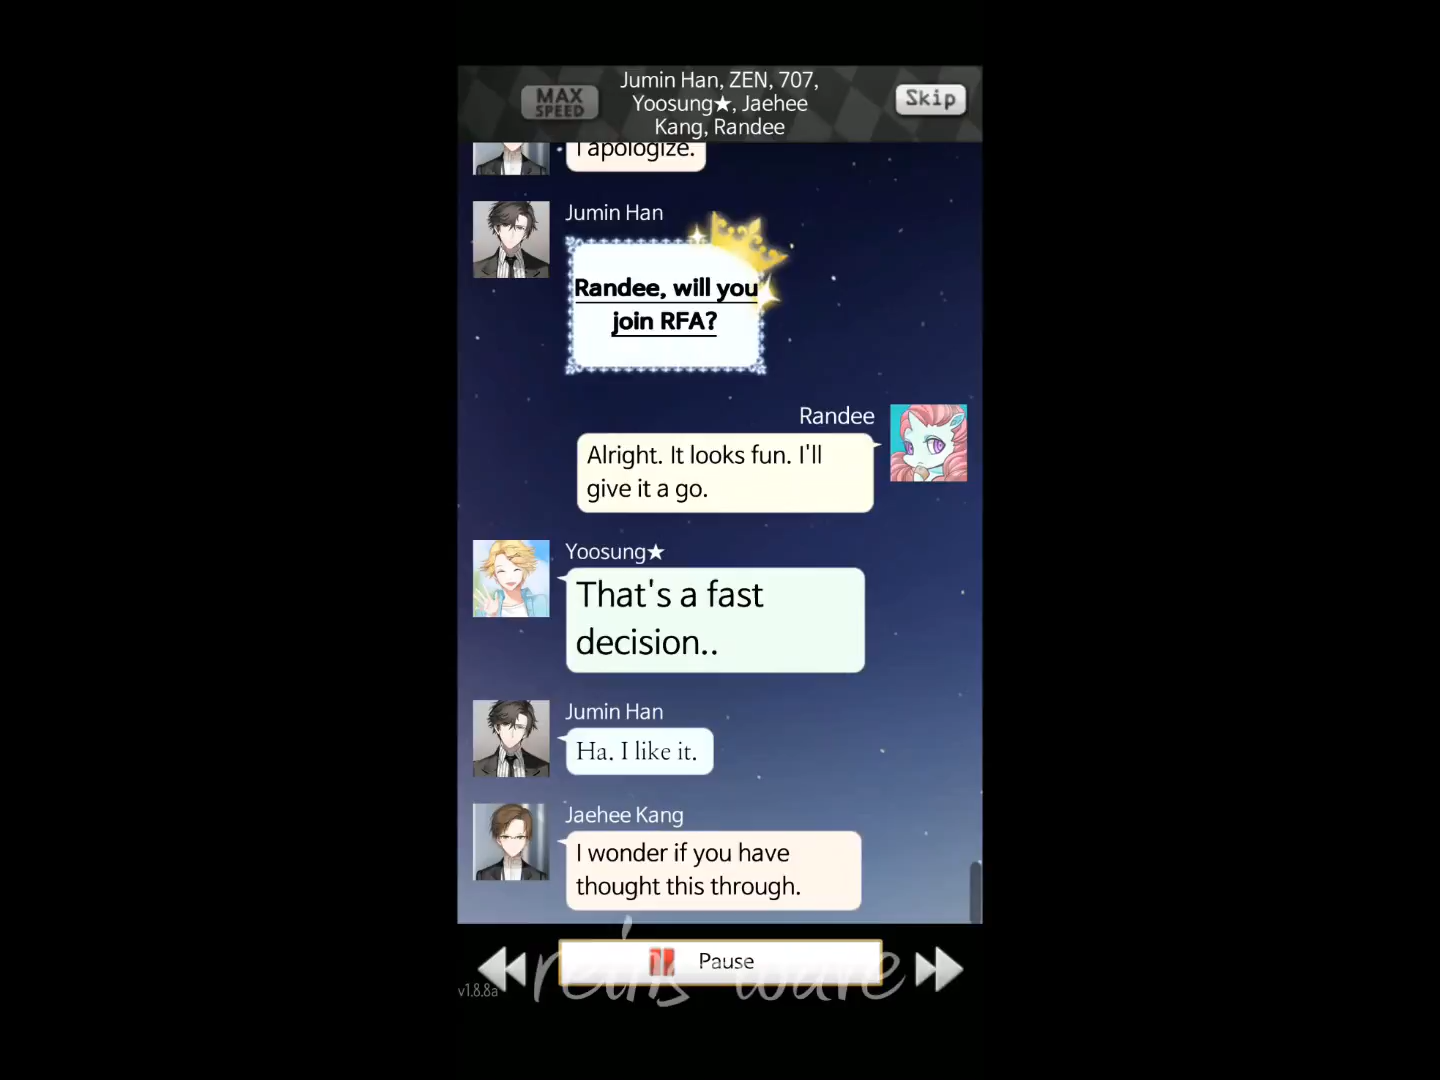 MAX
SPEED
Jumin Han, ZEN, 707,
Yoosung★, Jaehee
Kang, Randee
Skip
I apologize.
Jumin Han
Randee, will you
join RFA?
Randee
Alright. It looks fun. I'll
give it a go.
Yoosung★
That's a fast
decision..
Jumin Han
Ha. I like it.
Jaehee Kang
I wonder if you have
thought this through.
Pause
v1.8.8a